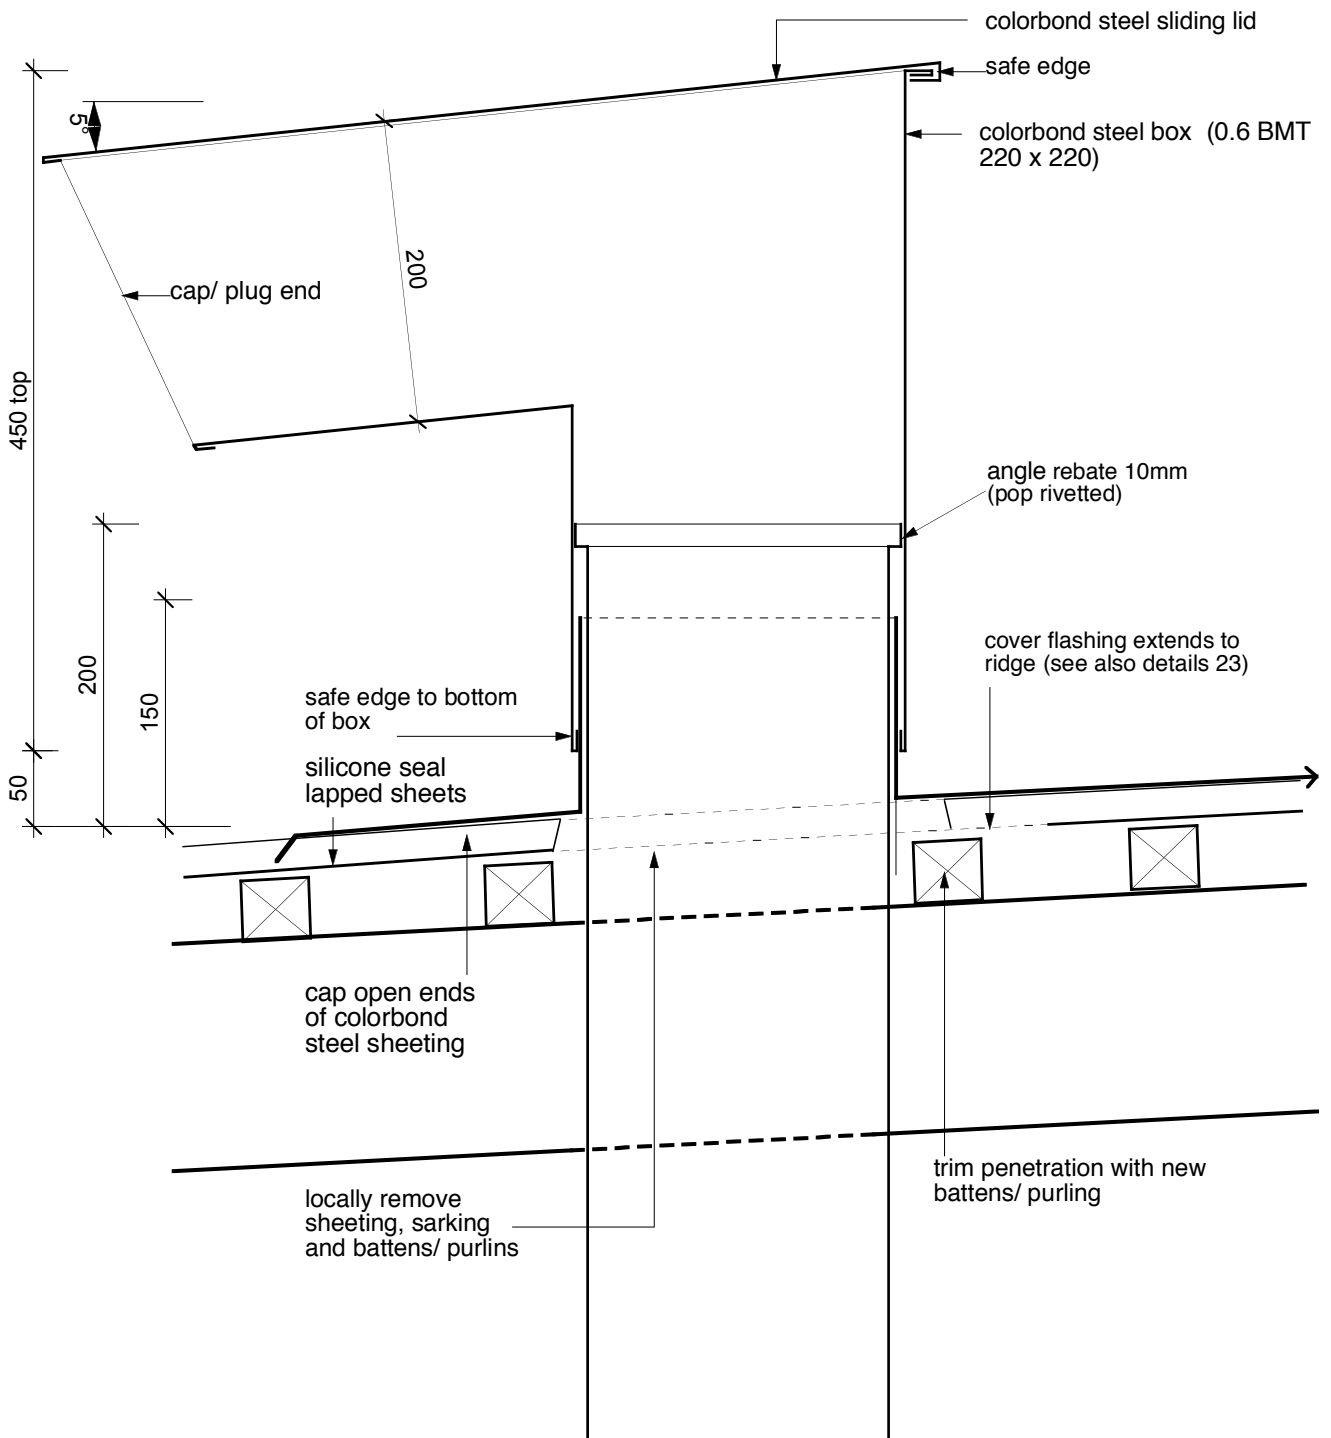 colorbond steel sliding lid
safe edge
5°
colorbond steel box (0.6 BMT
220 x 220)
200
cap/ plug end
450 top
angle rebate 10mm
(pop rivetted)
200
150
50
cover flashing extends to
ridge (see also details 23)
safe edge to bottom
of box
silicone seal
lapped sheets
cap open ends
of colorbond
steel sheeting
trim penetration with new
battens/ purling
locally remove
sheeting, sarking
and battens/ purlins